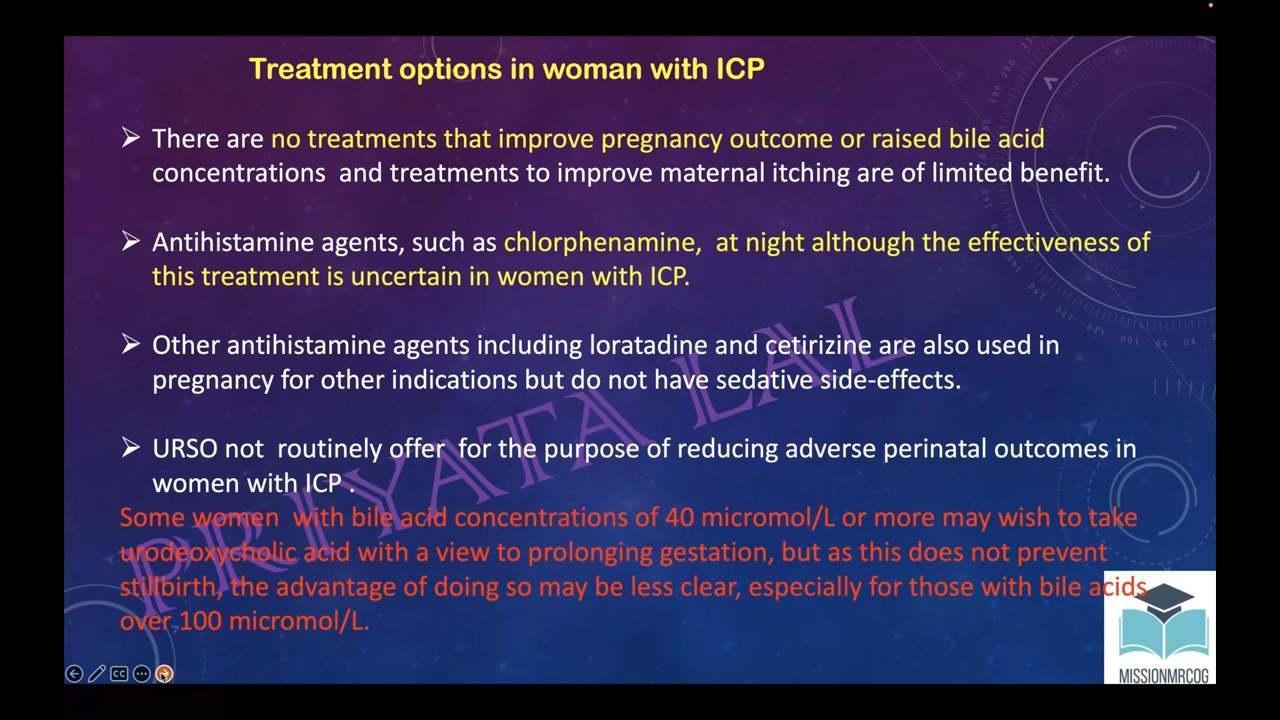 Treatment options in woman with ICP
There are no treatments that improve pregnancy outcome or raised bile acid
concentrations and treatments to improve maternal itching are of limited benefit.
Antihistamine agents, such as chlorphenamine, at night although the effectiveness of
this treatment is uncertain in women with ICP.
Other antihistamine agents including loratadine and cetirizine are also used in
pregnancy for other indications but do not have sedative side-effects.
URSO not routinely offer for the purpose of reducing adverse perinatal outcomes in
women with ICP .
Some women with bile acid concentrations of 40 micromol/L or more may wish to take
urodeoxycholic acid with a view to prolonging gestation, but as this does not prevent
stillbirth, the advantage of doing so may be less clear, especially for those with bile acids
over 100 micromol/L.
PRIYATA LAL
CC
MISSIONMRCOG